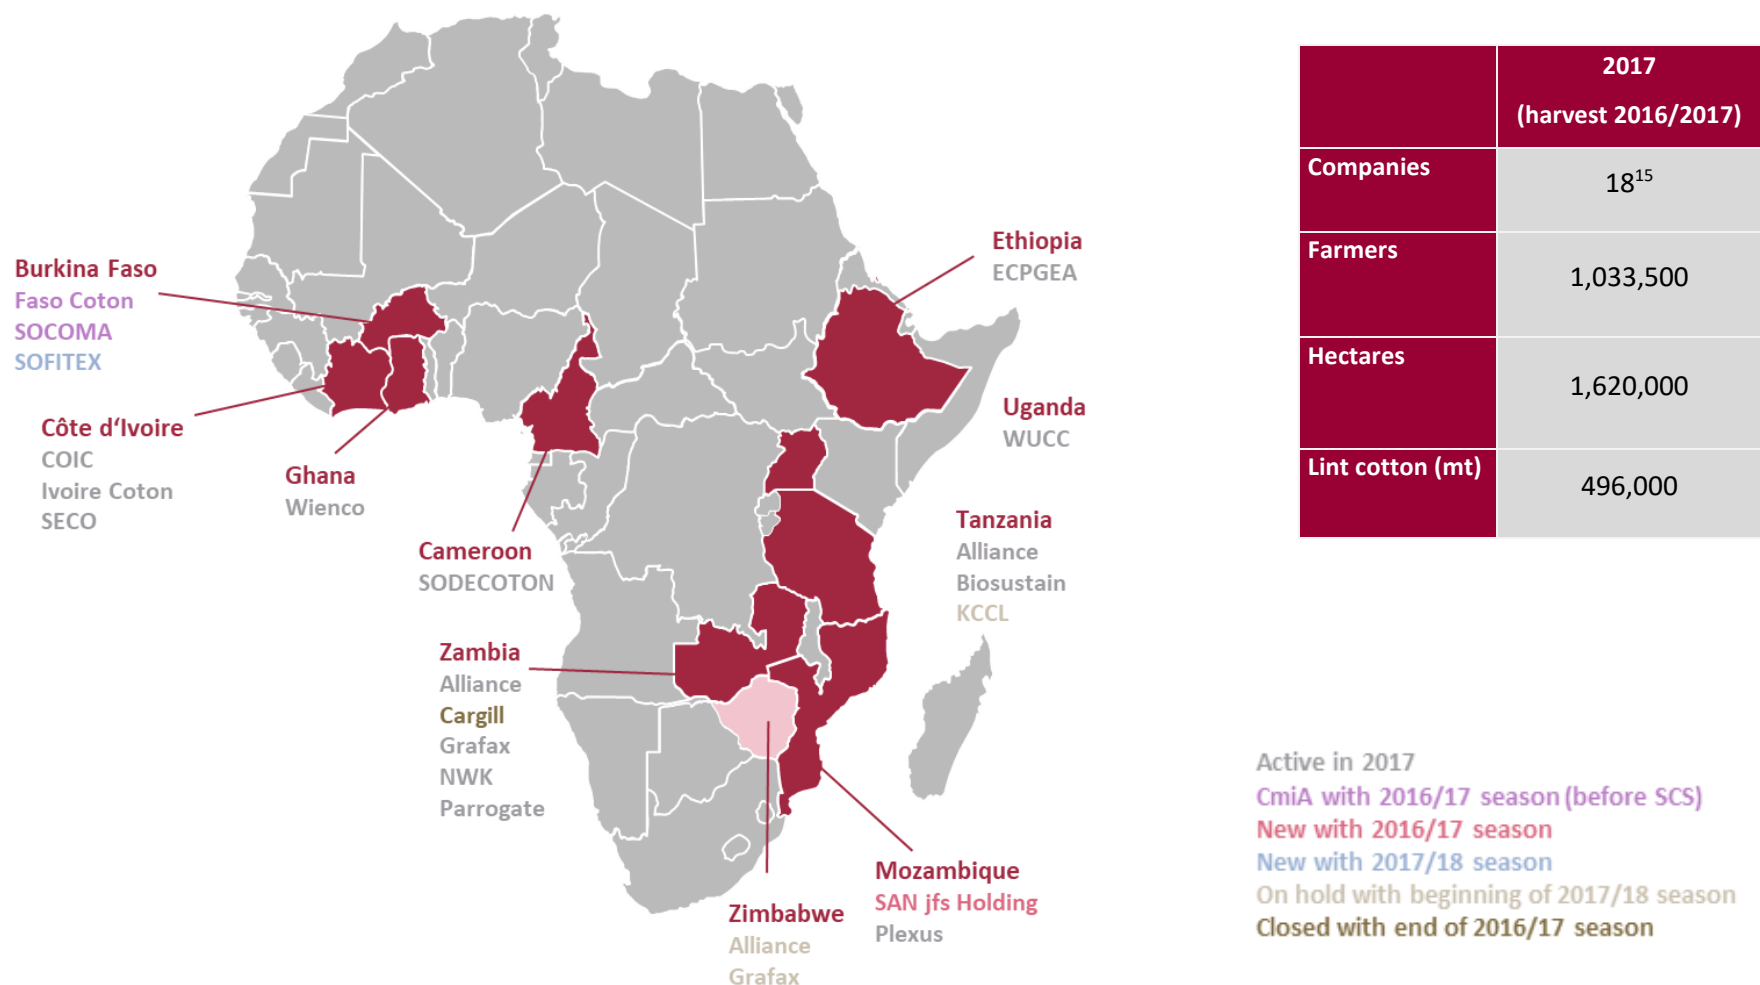 Burkina Faso
Faso Coton
SOCOMA
SOFITEX
Côte d‘Ivoire
COIC
Ivoire Coton
SECO
Ghana
Wienco
Cameroon
SODECOTON
Zambia
Alliance
Cargill
Grafax
NWK
Parrogate
Zimbabwe
Alliance
Grafax
Mozambique
SAN jfs Holding
Plexus
Tanzania
Alliance
Biosustain
KCCL
Uganda
WUCC
Ethiopia
ECPGEA
2017
(harvest 2016/2017)
Companies
18¹⁵
Farmers
1,033,500
Hectares
1,620,000
Lint cotton (mt)
496,000
Active in 2017
CmiA with 2016/17 season (before SCS)
New with 2016/17 season
New with 2017/18 season
On hold with beginning of 2017/18 season
Closed with end of 2016/17 season